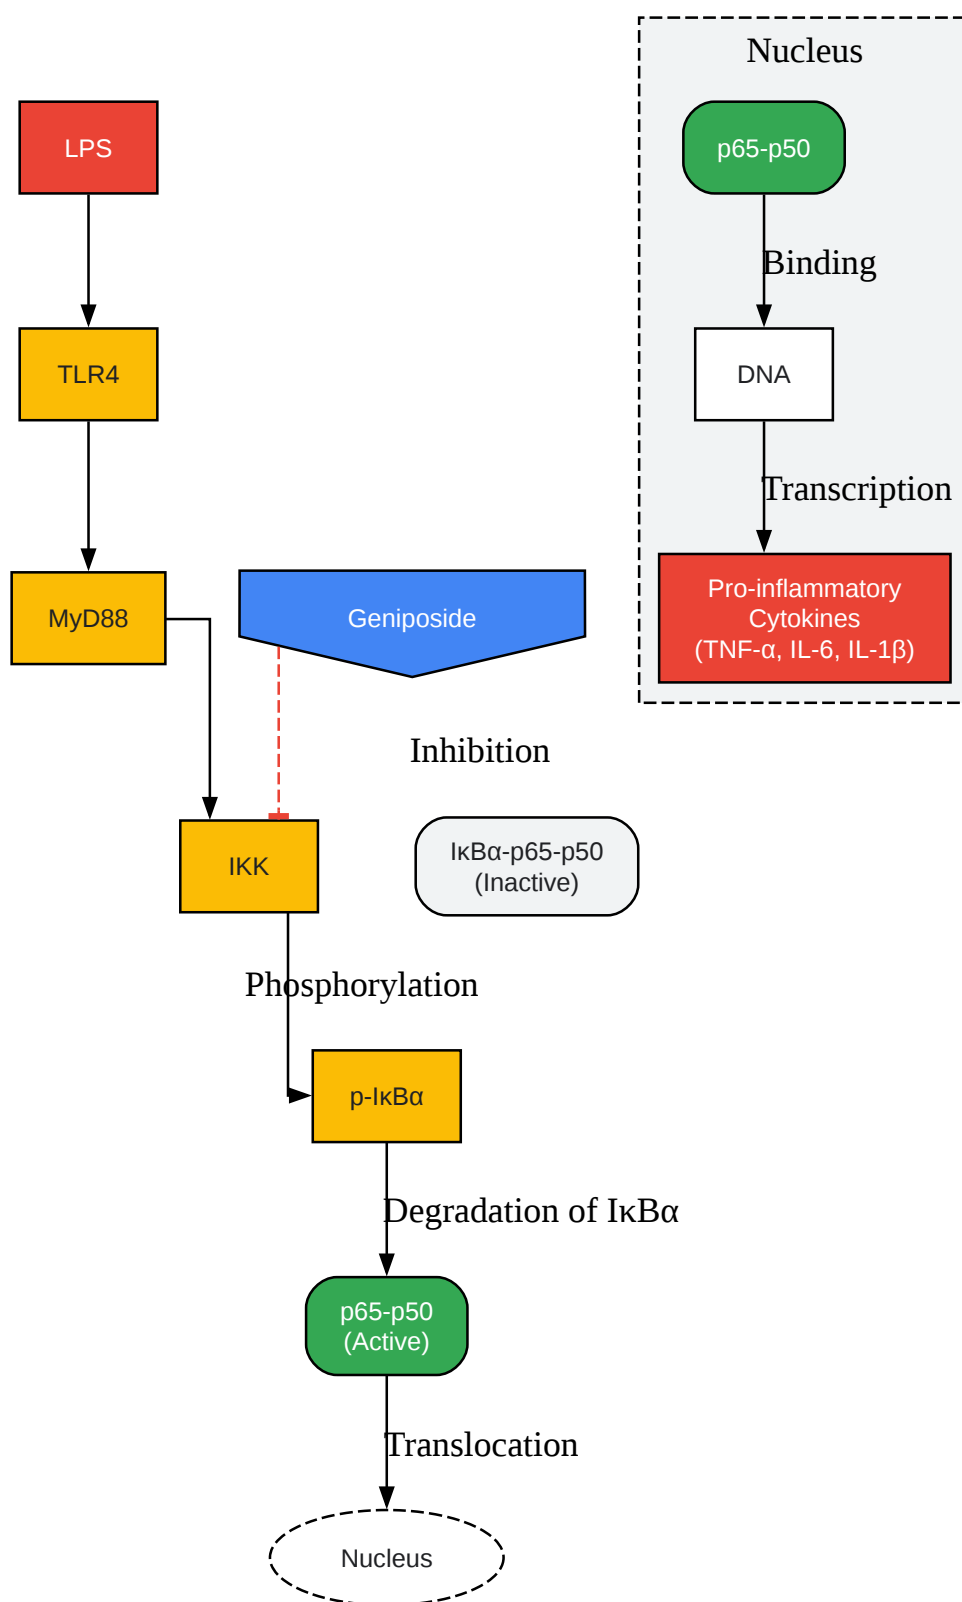 Nucleus
LPS
p65-p50
Binding
TLR4
DNA
Transcription
MyD88
Geniposide
Pro-inflammatory
Cytokines
(TNF-α, IL-6, IL-1β)
Inhibition
IKK
IκBα-p65-p50
(Inactive)
Phosphorylation
p-IκBα
Degradation of IκBα
p65-p50
(Active)
Translocation
Nucleus